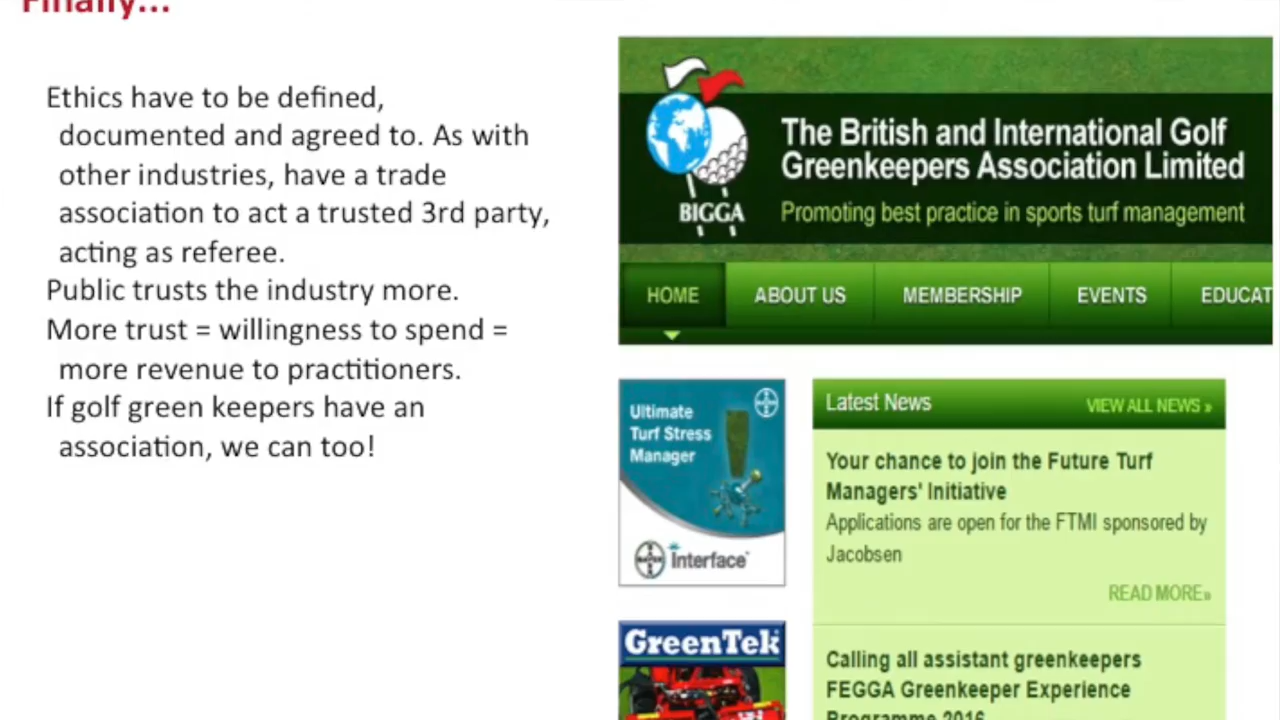 Finally...
Ethics have to be defined,
documented and agreed to. As with
other industries, have a trade
association to act a trusted 3rd party,
acting as referee.
Public trusts the industry more.
More trust = willingness to spend =
more revenue to practitioners.
If golf green keepers have an
association, we can too!
The British and International Golf
Greenkeepers Association Limited
BIGGA
Promoting best practice in sports turf management
HOME ABOUT US MEMBERSHIP EVENTS EDUCAT
Ultimate
Turf Stress
Manager
Interface
GreenTek
Latest News VIEW ALL NEWS »
Your chance to join the Future Turf
Managers' Initiative
Applications are open for the FTMI sponsored by
Jacobsen
READ MORE»
Calling all assistant greenkeepers
FEGGA Greenkeeper Experience
Programme 2016